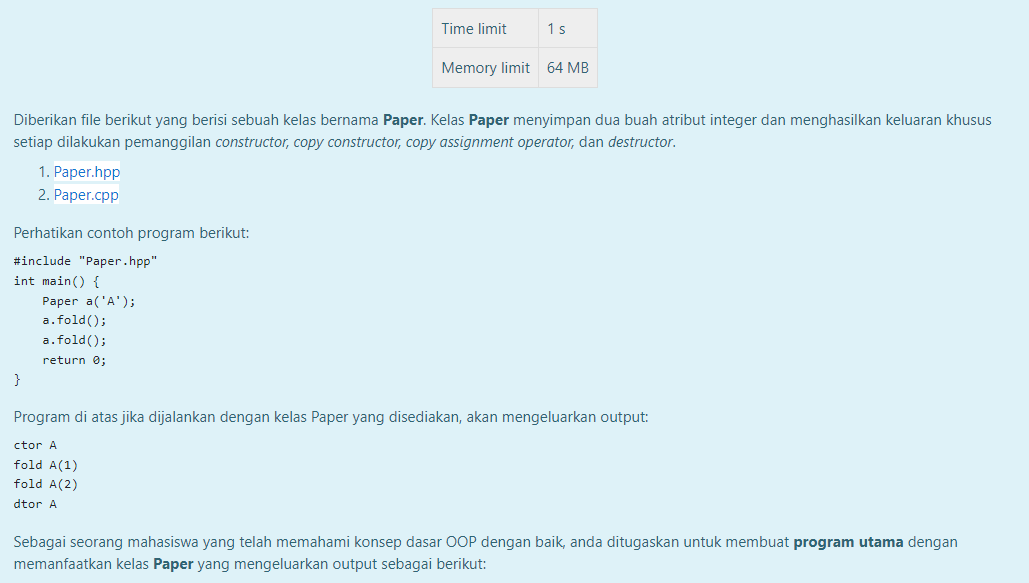 Time limit 1 s
Memory limit 64 MB
Diberikan file berikut yang berisi sebuah kelas bernama Paper. Kelas Paper menyimpan dua buah atribut integer dan menghasilkan keluaran khusus
setiap dilakukan pemanggilan constructor, copy constructor, copy assignment operator, dan destructor.
1. Paper.hpp
2. Paper.cpp
Perhatikan contoh program berikut:
#include "Paper.hpp"
int main() {
    Paper a('A');
    a.fold();
    a.fold();
    return 0;
}
Program di atas jika dijalankan dengan kelas Paper yang disediakan, akan mengeluarkan output:
ctor A
fold A(1)
fold A(2)
dtor A
Sebagai seorang mahasiswa yang telah memahami konsep dasar OOP dengan baik, anda ditugaskan untuk membuat program utama dengan
memanfaatkan kelas Paper yang mengeluarkan output sebagai berikut: